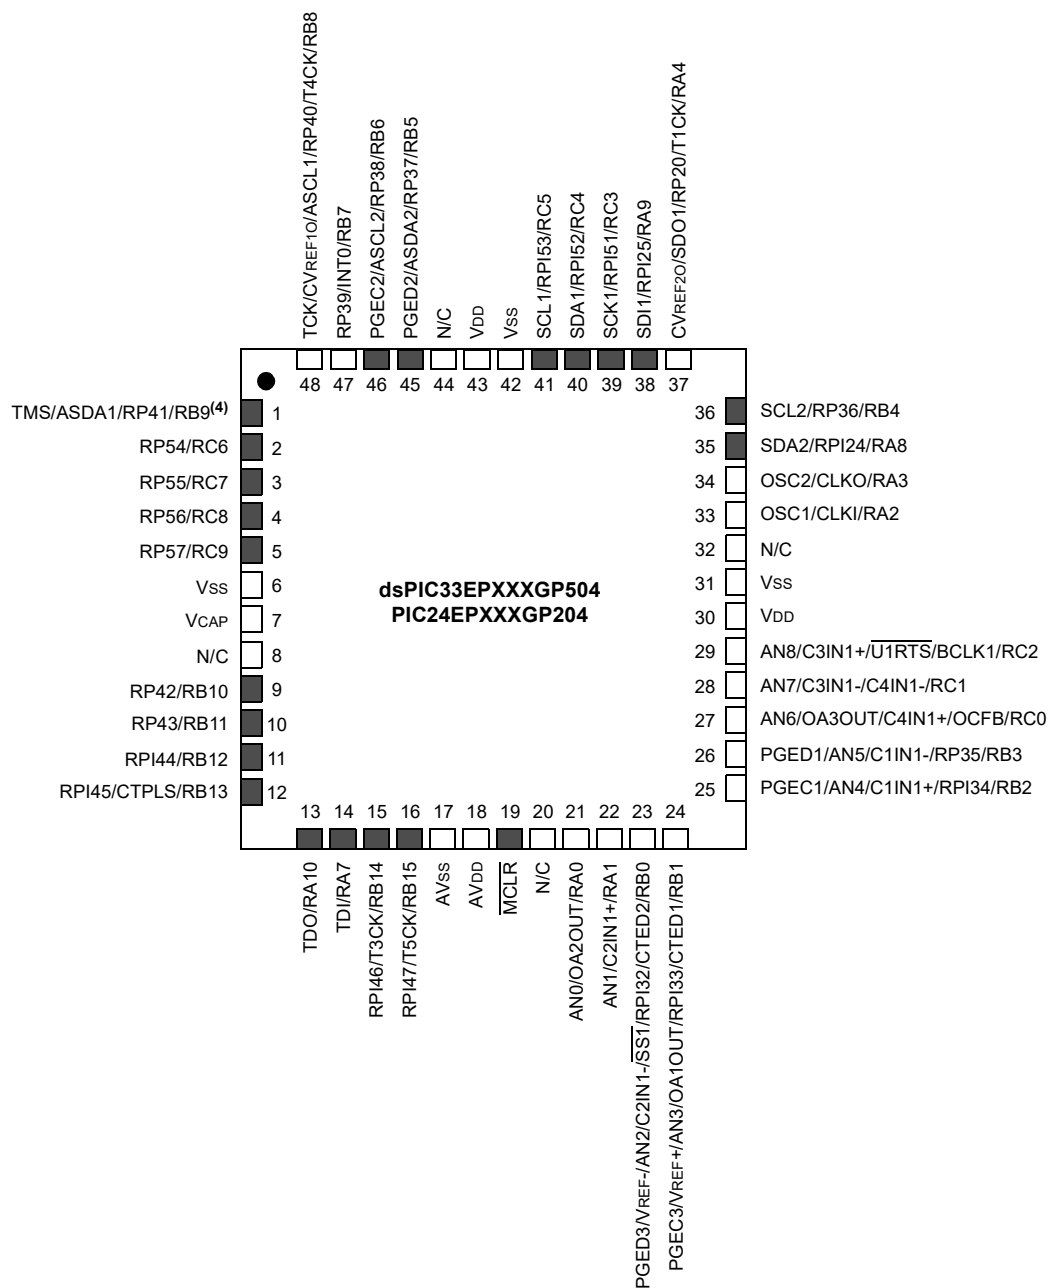 TCK/CVREF1O/ASCL1/RP40/T4CK/RB8
RP39/INT0/RB7
PGEC2/ASCL2/RP38/RB6
PGED2/ASDA2/RP37/RB5
N/C
VDD
VSS
SCL1/RPI53/RC5
SDA1/RPI52/RC4
SCK1/RPI51/RC3
SDI1/RPI25/RA9
CVREF2O/SDO1/RP20/T1CK/RA4
48 47 46 45 44 43 42 41 40 39 38 37
TMS/ASDA1/RP41/RB9(4) 1
RP54/RC6 2
RP55/RC7 3
RP56/RC8 4
RP57/RC9 5
VSS 6
VCAP 7
N/C 8
RP42/RB10 9
RP43/RB11 10
RPI44/RB12 11
RPI45/CTPLS/RB13 12
dsPIC33EPXXXGP504
PIC24EPXXXGP204
36 SCL2/RP36/RB4
35 SDA2/RPI24/RA8
34 OSC2/CLKO/RA3
33 OSC1/CLKI/RA2
32 N/C
31 VSS
30 VDD
29 AN8/C3IN1+/U1RTS/BCLK1/RC2
28 AN7/C3IN1-/C4IN1-/RC1
27 AN6/OA3OUT/C4IN1+/OCFB/RC0
26 PGED1/AN5/C1IN1-/RP35/RB3
25 PGEC1/AN4/C1IN1+/RPI34/RB2
13 14 15 16 17 18 19 20 21 22 23 24
TDO/RA10
TDI/RA7
RPI46/T3CK/RB14
RPI47/T5CK/RB15
AVSS
AVDD
MCLR
N/C
AN0/OA2OUT/RA0
AN1/C2IN1+/RA1
PGED3/VREF-/AN2/C2IN1-/SS1/RPI32/CTED2/RB0
PGEC3/VREF+/AN3/OA1OUT/RPI33/CTED1/RB1